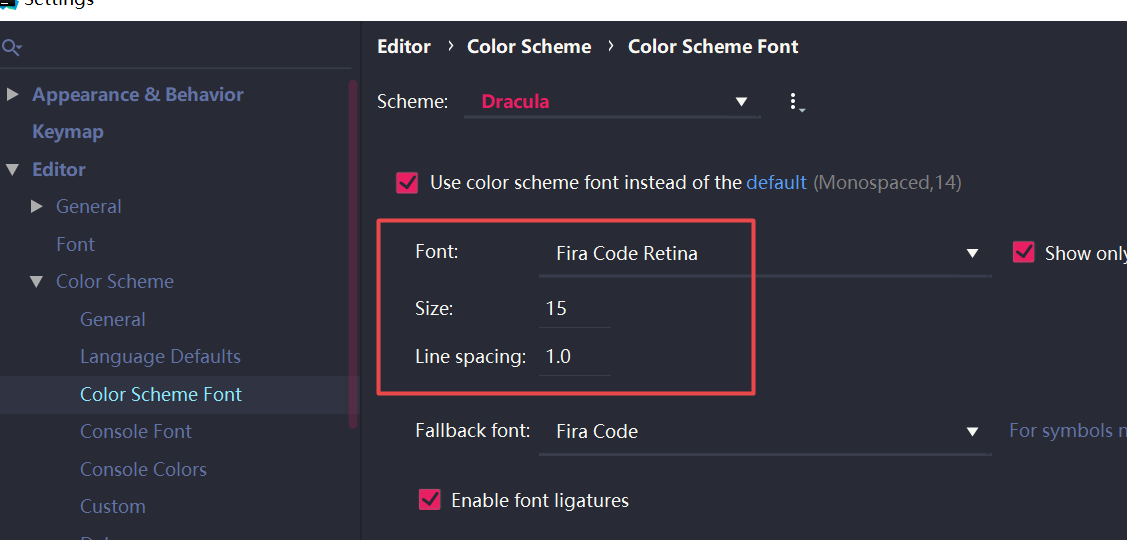 Settings
Editor › Color Scheme › Color Scheme Font
Appearance & Behavior
Scheme: Dracula
Keymap
Editor
Use color scheme font instead of the default (Monospaced,14)
General
Font
Font: Fira Code Retina
Show only
Color Scheme
Size: 15
General
Language Defaults
Line spacing: 1.0
Color Scheme Font
Console Font
Fallback font: Fira Code
For symbols
Console Colors
Custom
Enable font ligatures